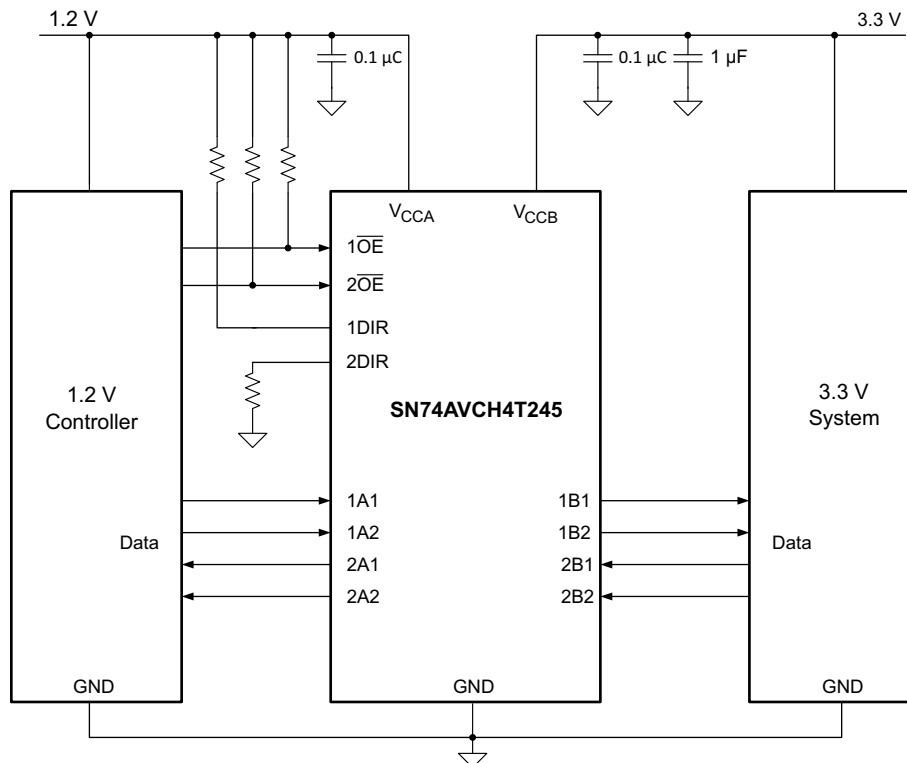 1.2 V
3.3 V
0.1 µC
0.1 µC
1 µF
VCCA
VCCB
1OE
2OE
1DIR
2DIR
1.2 V
Controller
SN74AVCH4T245
3.3 V
System
1A1
1B1
1A2
1B2
Data
Data
2A1
2B1
2A2
2B2
GND
GND
GND